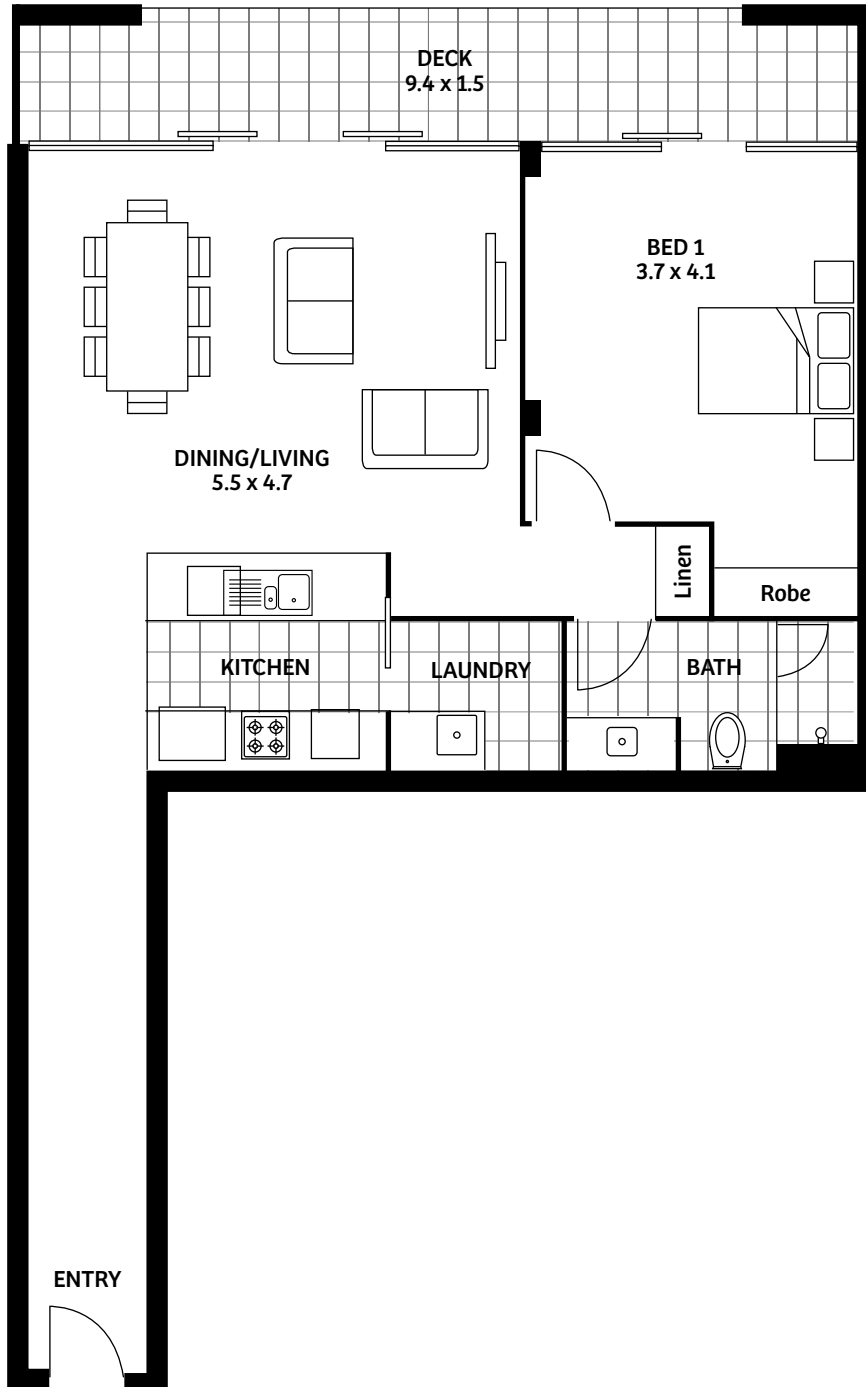 DECK
9.4 x 1.5
BED 1
3.7 x 4.1
DINING/LIVING
5.5 x 4.7
Linen
Robe
KITCHEN
LAUNDRY
BATH
ENTRY